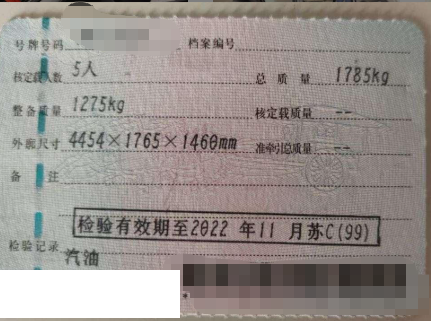 号牌号码 档案编号
核定载人数 5人 总质量 1785kg
整备质量 1275kg 核定载质量 --
外廓尺寸 4454×1765×1460mm 准牵引总质量 --
备注
检验有效期至2022 年11 月苏C(99)
检验记录
汽油